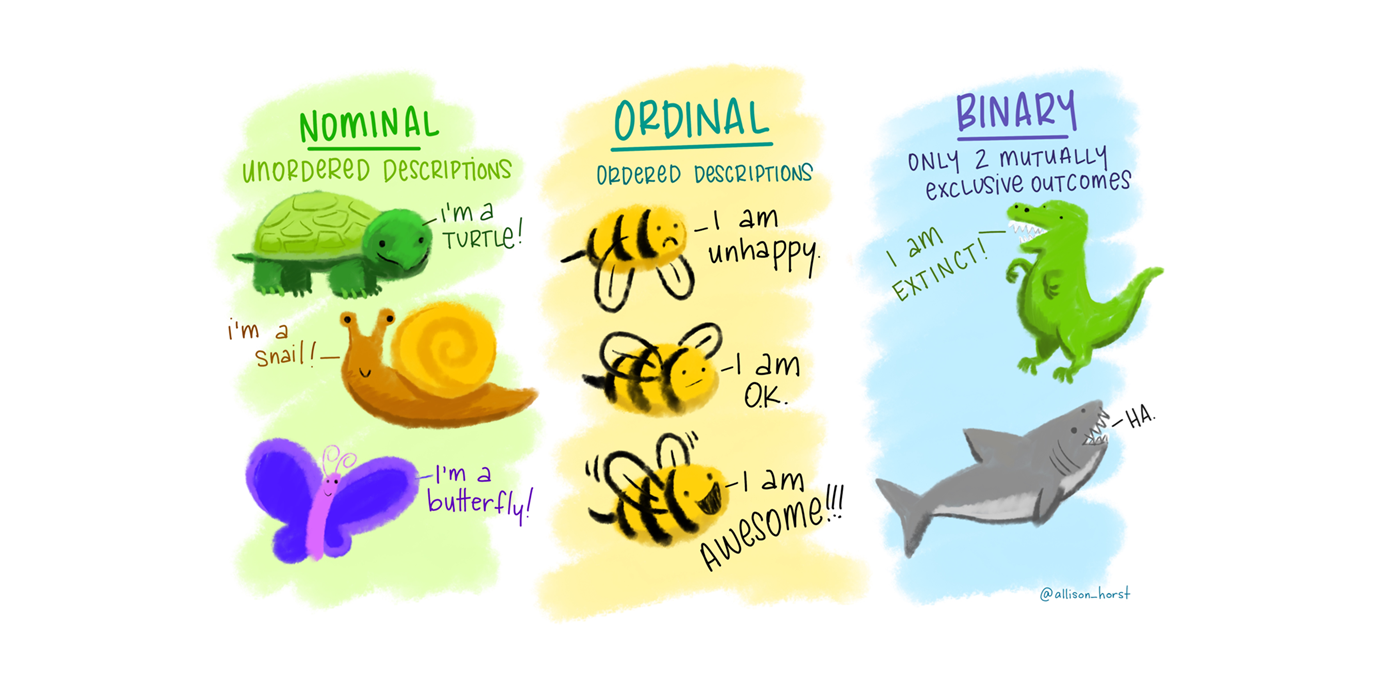 NOMINAL
UNORDERED DESCRIPTIONS
i'm a
TURTLE!
i'm a
snail!
I'm a
butterfly!
ORDINAL
ORDERED DESCRIPTIONS
I am
unhappy.
I am
O.K.
I am
AWESOME!!!
BINARY
ONLY 2 MUTUALLY
EXCLUSIVE OUTCOMES
I am
EXTINCT!
HA.
@allison_horst